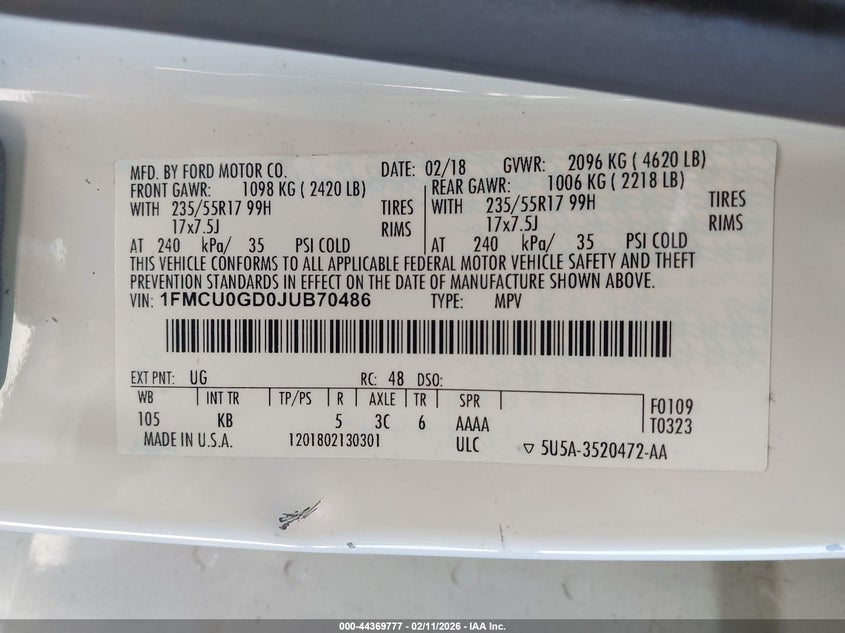 MFD. BY FORD MOTOR CO. DATE: 02/18 GVWR: 2096 KG ( 4620 LB)
FRONT GAWR: 1098 KG ( 2420 LB) REAR GAWR: 1006 KG ( 2218 LB)
WITH 235/55R17 99H TIRES WITH 235/55R17 99H TIRES
17x7.5J RIMS 17x7.5J RIMS
AT 240 kPa/ 35 PSI COLD AT 240 kPa/ 35 PSI COLD
THIS VEHICLE CONFORMS TO ALL APPLICABLE FEDERAL MOTOR VEHICLE SAFETY AND THEFT
PREVENTION STANDARDS IN EFFECT ON THE DATE OF MANUFACTURE SHOWN ABOVE.
VIN: 1FMCU0GD0JUB70486 TYPE: MPV
EXT PNT: UG RC: 48 DSO:
WB INT TR TP/PS R AXLE TR SPR F0109
105 KB 5 3C 6 AAAA T0323
MADE IN U.S.A. 1201802130301 ULC ▽ 5U5A-3520472-AA
000-44369777 - 02/11/2026 - IAA Inc.